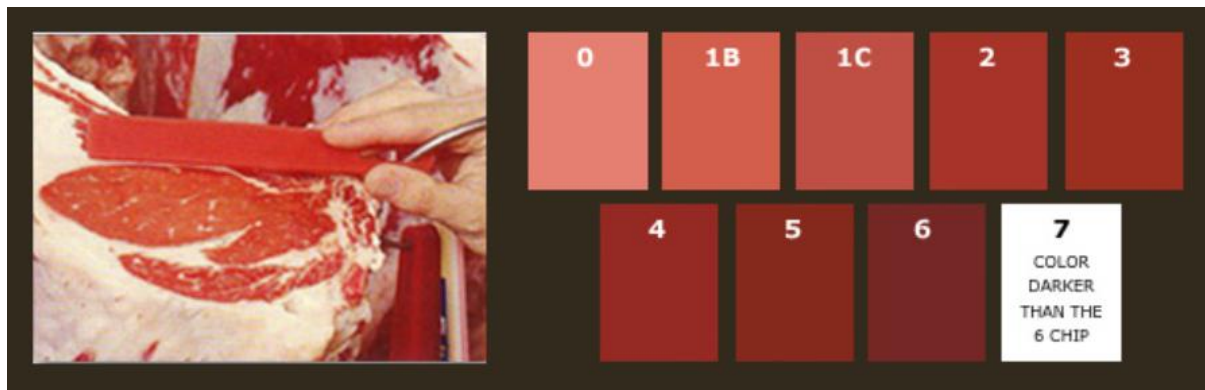 0 1B 1C 2 3
4 5 6 7
COLOR
DARKER
THAN THE
6 CHIP